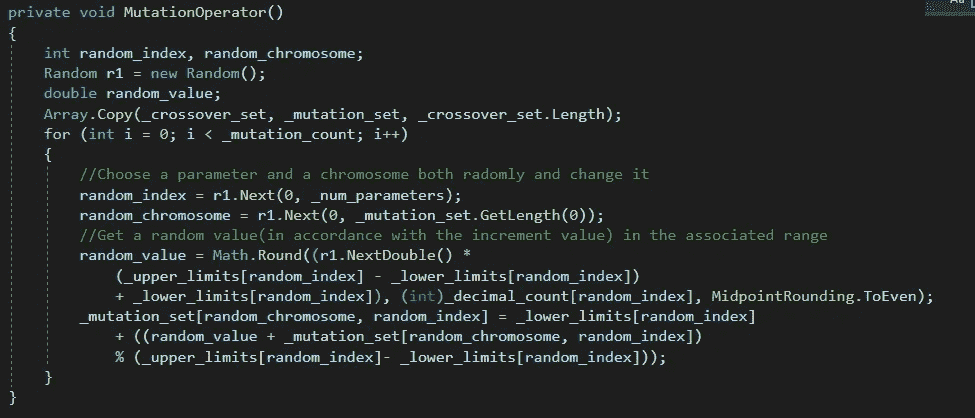 private void MutationOperator()
{
int random_index, random_chromosome;
Random r1 = new Random();
double random_value;
Array.Copy(_crossover_set, _mutation_set, _crossover_set.Length);
for (int i = 0; i < _mutation_count; i++)
{
//Choose a parameter and a chromosome both radomly and change it
random_index = r1.Next(0, _num_parameters);
random_chromosome = r1.Next(0, _mutation_set.GetLength(0));
//Get a random value(in accordance with the increment value) in the associated range
random_value = Math.Round((r1.NextDouble() *
(_upper_limits[random_index] - _lower_limits[random_index])
+ _lower_limits[random_index]), (int)_decimal_count[random_index], MidpointRounding.ToEven);
_mutation_set[random_chromosome, random_index] = _lower_limits[random_index]
+ ((random_value + _mutation_set[random_chromosome, random_index])
% (_upper_limits[random_index]- _lower_limits[random_index]));
}
}